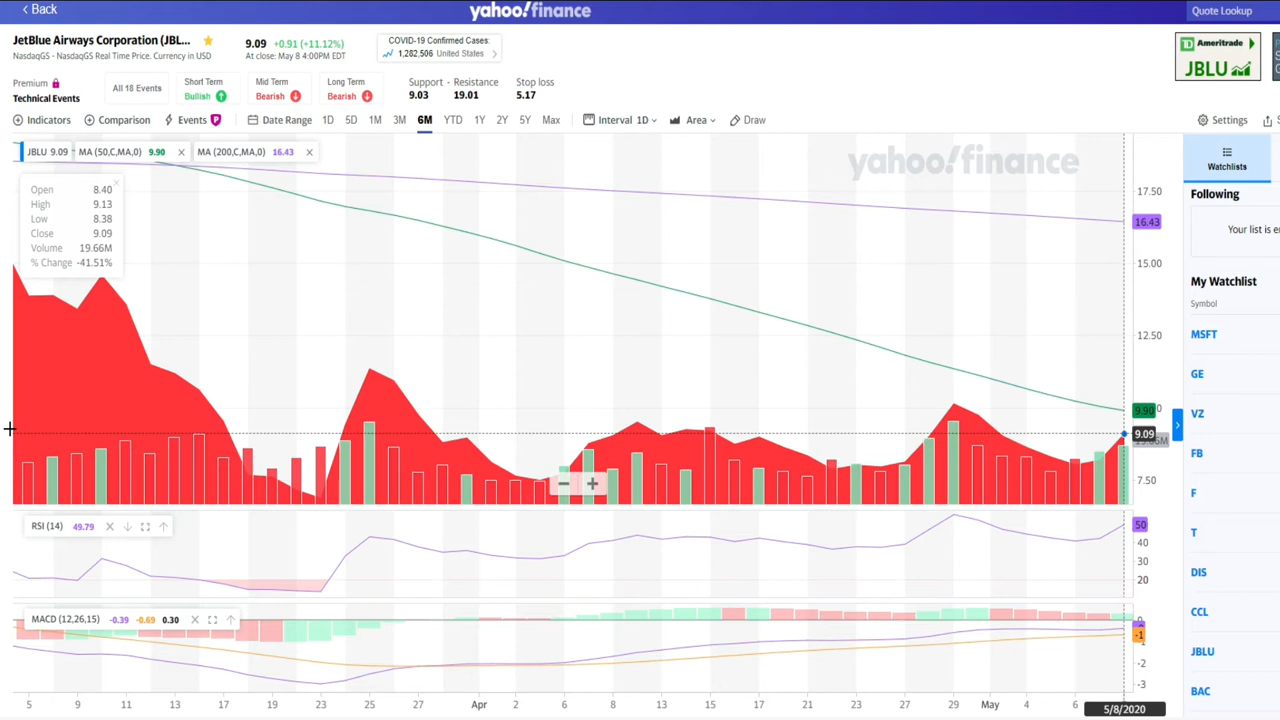 Back
yahoo!finance
Quote Lookup
JetBlue Airways Corporation (JBL...
NasdaqGS - NasdaqGS Real Time Price. Currency in USD
9.09 +0.91 (+11.12%)
At close: May 8 4:00PM EDT
COVID-19 Confirmed Cases:
1,282,506 United States
Ameritrade
JBLU
Premium
Technical Events
All 18 Events
Short Term
Bullish
Mid Term
Bearish
Long Term
Bearish
Support - Resistance
9.03 19.01
Stop loss
5.17
Indicators Comparison Events P Date Range 1D 5D 1M 3M 6M YTD 1Y 2Y 5Y Max Interval 1D Area Draw Settings
JBLU 9.09 MA (50,C,MA,0) 9.90 MA (200,C,MA,0) 16.43
yahoo!finance
Open 8.40
High 9.13
Low 8.38
Close 9.09
Volume 19.66M
% Change -41.51%
17.50
16.43
15.00
12.50
9.90
9.09
7.50
RSI (14) 49.79
50
40
30
20
MACD (12,26,15) -0.39 -0.69 0.30
0
-1
-2
-3
5 9 11 13 17 19 23 25 27 Apr 2 6 8 13 15 17 21 23 27 29 May 6 5/8/2020
Watchlists
Following
Your list is
My Watchlist
Symbol
MSFT
GE
VZ
FB
F
T
DIS
CCL
JBLU
BAC